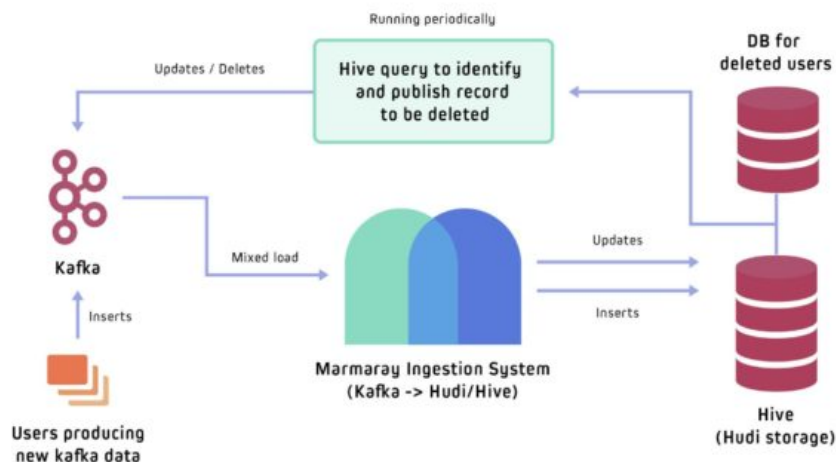 Running periodically
Updates / Deletes
Hive query to identify
and publish record
to be deleted
DB for
deleted users
Kafka
Mixed load
Updates
Inserts
Inserts
Marmaray Ingestion System
(Kafka -> Hudi/Hive)
Users producing
new kafka data
Hive
(Hudi storage)